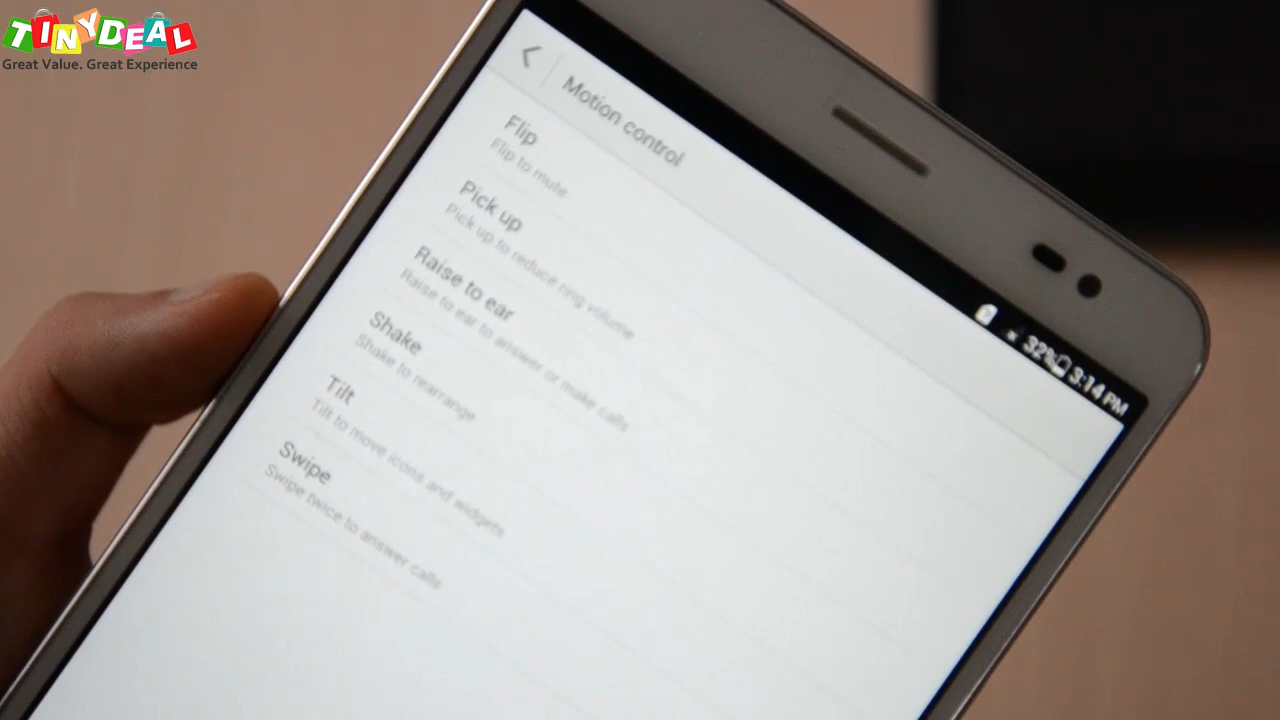 TINYDEAL
Great Value. Great Experience
32% 3:14 PM
Motion control
Flip
Flip to mute
Pick up
Pick up to reduce ring volume
Raise to ear
Raise to ear to answer or make calls
Shake
Shake to rearrange
Tilt
Tilt to move icons and widgets
Swipe
Swipe twice to answer calls